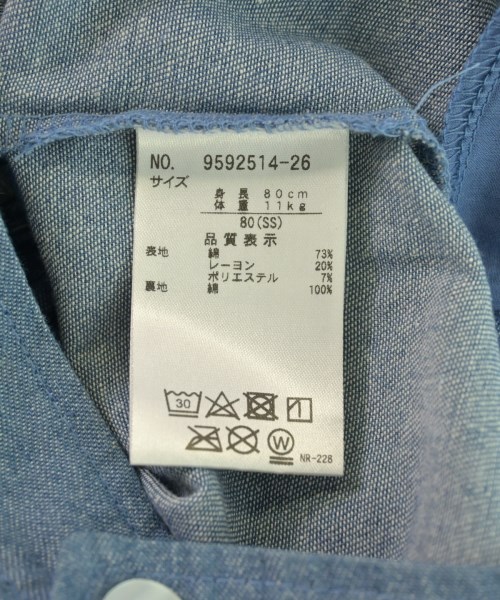 NO. 9592514-26
サイズ
身長 80cm
体重 11kg
80(SS)
品質表示
表地 綿 73%
レーヨン 20%
ポリエステル 7%
裏地 綿 100%
30
W
NR-228